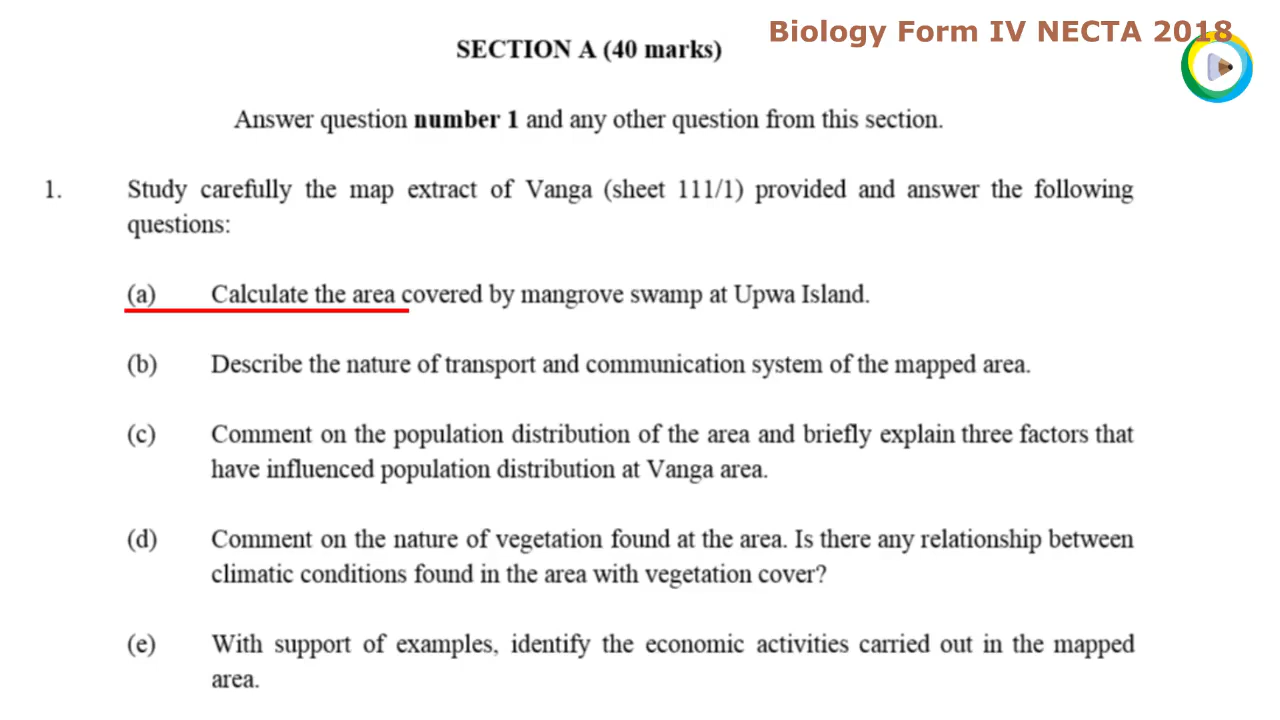 Biology Form IV NECTA 2018
SECTION A (40 marks)
Answer question number 1 and any other question from this section.
1. Study carefully the map extract of Vanga (sheet 111/1) provided and answer the following
questions:
(a) Calculate the area covered by mangrove swamp at Upwa Island.
(b) Describe the nature of transport and communication system of the mapped area.
(c) Comment on the population distribution of the area and briefly explain three factors that
have influenced population distribution at Vanga area.
(d) Comment on the nature of vegetation found at the area. Is there any relationship between
climatic conditions found in the area with vegetation cover?
(e) With support of examples, identify the economic activities carried out in the mapped
area.